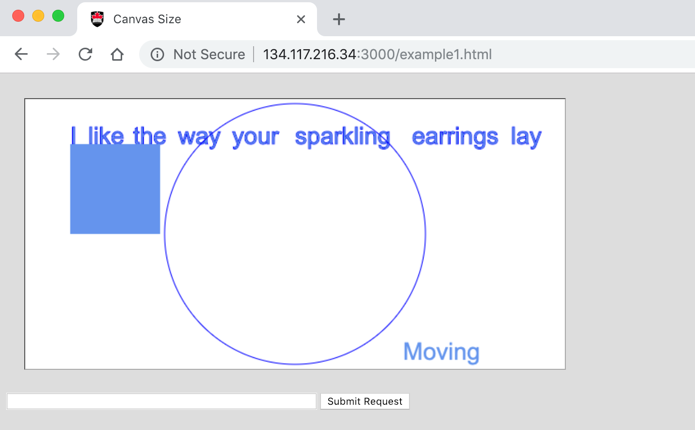 Canvas Size
Not Secure 134.117.216.34:3000/example1.html
I like the way your sparkling earrings lay
Moving
Submit Request